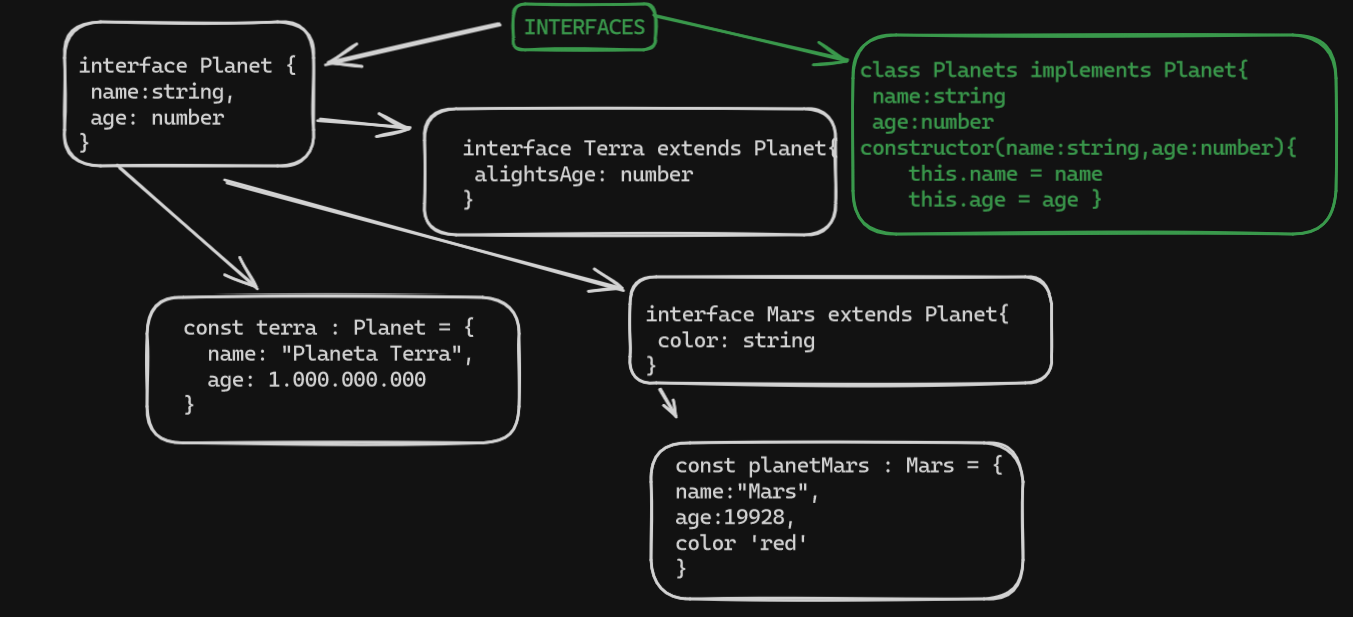 INTERFACES
interface Planet {
name:string,
age: number
}
class Planets implements Planet{
name:string
age:number
constructor(name:string,age:number){
this.name = name
this.age = age }
interface Terra extends Planet{
alightsAge: number
}
const terra : Planet = {
name: "Planeta Terra",
age: 1.000.000.000
}
interface Mars extends Planet{
color: string
}
const planetMars : Mars = {
name:"Mars",
age:19928,
color 'red'
}